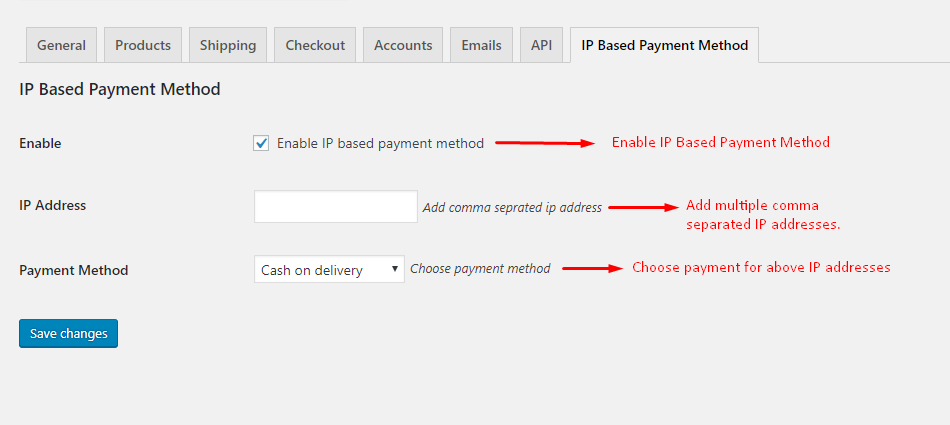 General Products Shipping Checkout Accounts Emails API IP Based Payment Method
IP Based Payment Method
Enable Enable IP based payment method Enable IP Based Payment Method
IP Address Add comma seprated ip address Add multiple comma
separated IP addresses.
Payment Method Cash on delivery Choose payment method Choose payment for above IP addresses
Save changes